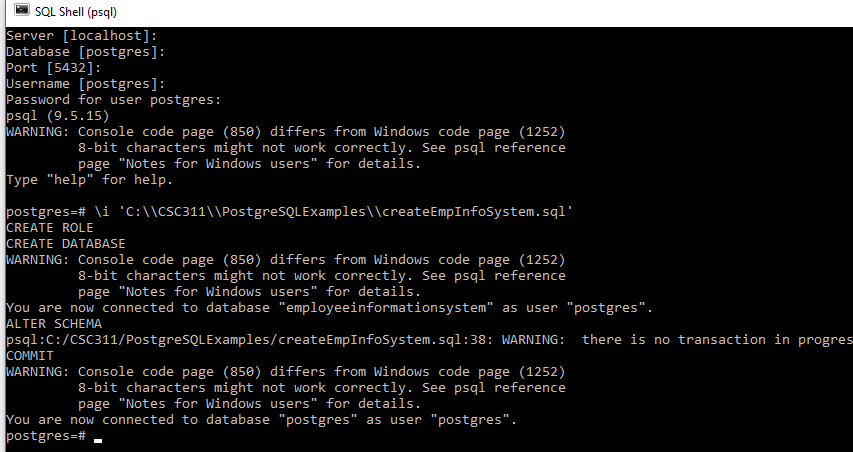 SQL Shell (psql)
Server [localhost]:
Database [postgres]:
Port [5432]:
Username [postgres]:
Password for user postgres:
psql (9.5.15)
WARNING: Console code page (850) differs from Windows code page (1252)
         8-bit characters might not work correctly. See psql reference
         page "Notes for Windows users" for details.
Type "help" for help.
postgres=# \i 'C:\\CSC311\\PostgreSQLExamples\\createEmpInfoSystem.sql'
CREATE ROLE
CREATE DATABASE
WARNING: Console code page (850) differs from Windows code page (1252)
         8-bit characters might not work correctly. See psql reference
         page "Notes for Windows users" for details.
You are now connected to database "employeeinformationsystem" as user "postgres".
ALTER SCHEMA
psql:C:/CSC311/PostgreSQLExamples/createEmpInfoSystem.sql:38: WARNING:  there is no transaction in progres
COMMIT
WARNING: Console code page (850) differs from Windows code page (1252)
         8-bit characters might not work correctly. See psql reference
         page "Notes for Windows users" for details.
You are now connected to database "postgres" as user "postgres".
postgres=#